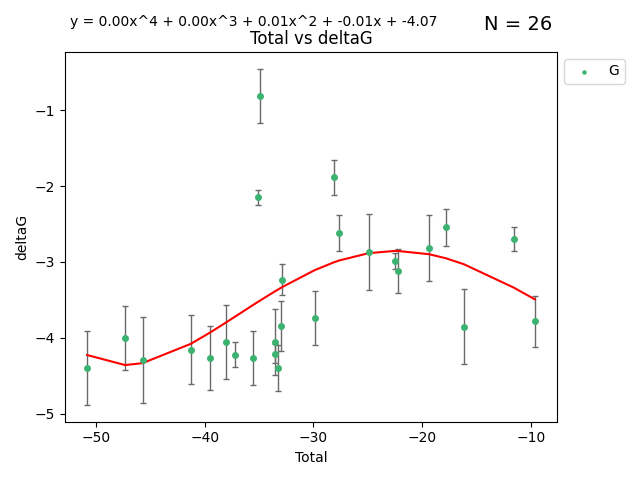 y = 0.00x^4 + 0.00x^3 + 0.01x^2 + -0.01x + -4.07
N = 26
Total vs deltaG
G
−1
−2
−3
−4
−5
deltaG
−50 −40 −30 −20 −10
Total